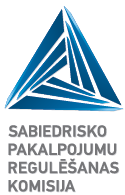 SABIEDRISKO
PAKALPOJUMU
REGULĒŠANAS
KOMISIJA